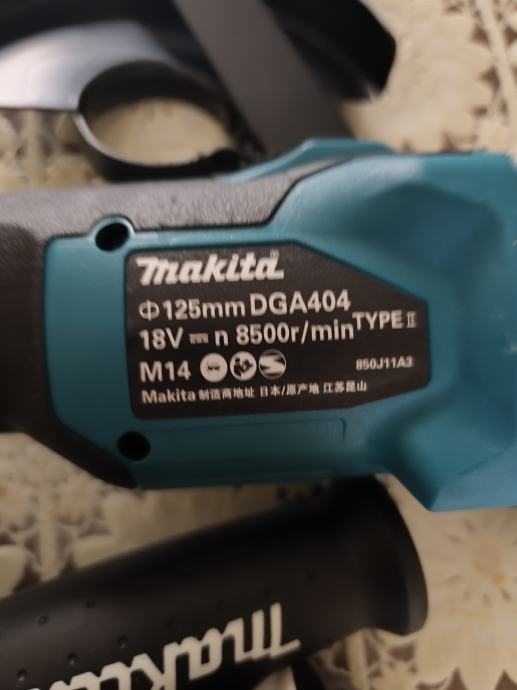 makita®
Φ125mm DGA404
18V ⎓ n 8500r/min TYPE II
M14
850J11A3
Makita 制造商地址 日本/原产地 江苏昆山
makita